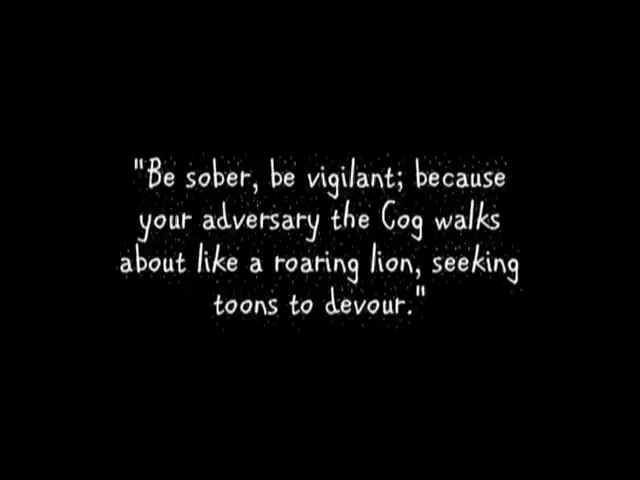 "Be sober, be vigilant; because
your adversary the Cog walks
about like a roaring lion, seeking
toons to devour."